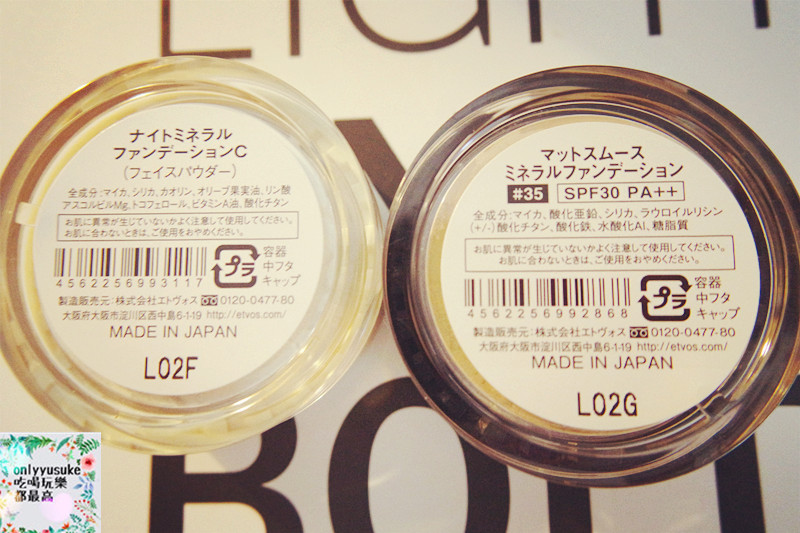 ナイトミネラル
ファンデーションC
(フェイスパウダー)
全成分:マイカ、シリカ、カオリン、オリーブ果実油、リン酸
アスコルビルMg、トコフェロール、ビタミンA油、酸化チタン
お肌に異常が生じていないかよく注意して使用してください。
お肌に合わないときは、ご使用をおやめください。
4562256993117
プラ
容器
中フタ
キャップ
製造販売元:株式会社エトヴォス 0120-0477-80
大阪府大阪市淀川区西中島6-1-19 http://etvos.com/
MADE IN JAPAN
L02F
マットスムース
ミネラルファンデーション
#35 SPF30 PA++
全成分:マイカ、酸化亜鉛、シリカ、ラウロイルリシン
(+/-)酸化チタン、酸化鉄、水酸化Al、糖脂質
お肌に異常が生じていないかよく注意して使用してください。
お肌に合わないときは、ご使用をおやめください。
4562256992868
プラ
容器
中フタ
キャップ
製造販売元:株式会社エトヴォス 0120-0477-80
大阪府大阪市淀川区西中島6-1-19 http://etvos.com/
MADE IN JAPAN
L02G
onlyyusuke
吃喝玩樂
都最高